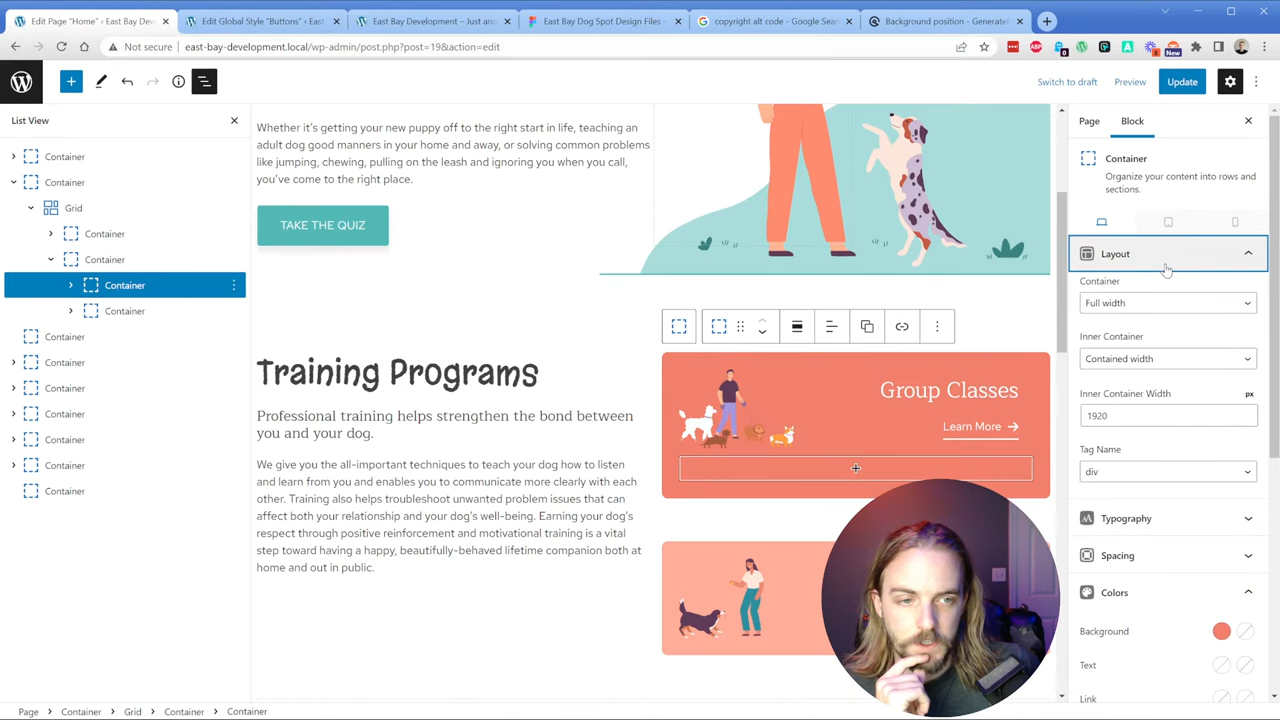 Edit Page "Home" ‹ East Bay Dev
Edit Global Style "Buttons" ‹ East
East Bay Development – Just ano
East Bay Dog Spot Design Files –
copyright alt code - Google Sear
Background position - GenerateP
Not secure
east-bay-development.local/wp-admin/post.php?post=19&action=edit
New
Switch to draft
Preview
Update
List View
Container
Container
Grid
Container
Container
Container
Container
Container
Container
Container
Container
Container
Container
Container
Whether it's getting your new puppy off to the right start in life, teaching an
adult dog good manners in your home and away, or solving common problems
like jumping, chewing, pulling on the leash and ignoring you when you call,
you've come to the right place.
TAKE THE QUIZ
Training Programs
Professional training helps strengthen the bond between
you and your dog.
We give you the all-important techniques to teach your dog how to listen
and learn from you and enables you to communicate more clearly with each
other. Training also helps troubleshoot unwanted problem issues that can
affect both your relationship and your dog's well-being. Earning your dog's
respect through positive reinforcement and motivational training is a vital
step toward having a happy, beautifully-behaved lifetime companion both at
home and out in public.
Group Classes
Learn More →
Page
Block
Container
Organize your content into rows and
sections.
Layout
Container
Full width
Inner Container
Contained width
Inner Container Width
px
1920
Tag Name
div
Typography
Spacing
Colors
Background
Text
Link
Page › Container › Grid › Container › Container